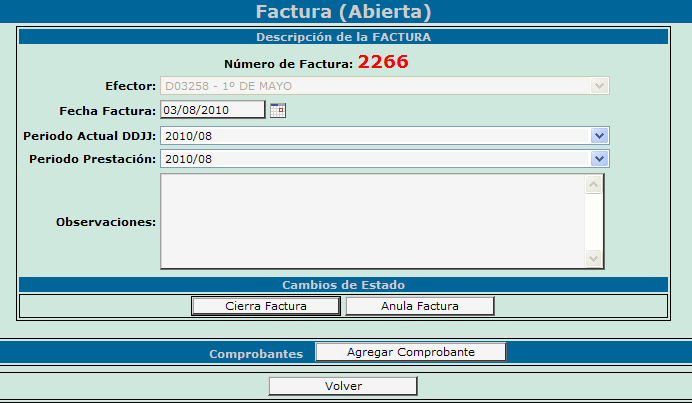 Factura (Abierta)
Descripción de la FACTURA
Número de Factura: 2266
Efector: D03258 - 1º DE MAYO
Fecha Factura: 03/08/2010
Periodo Actual DDJJ: 2010/08
Periodo Prestación: 2010/08
Observaciones:
Cambios de Estado
Cierra Factura Anula Factura
Comprobantes Agregar Comprobante
Volver